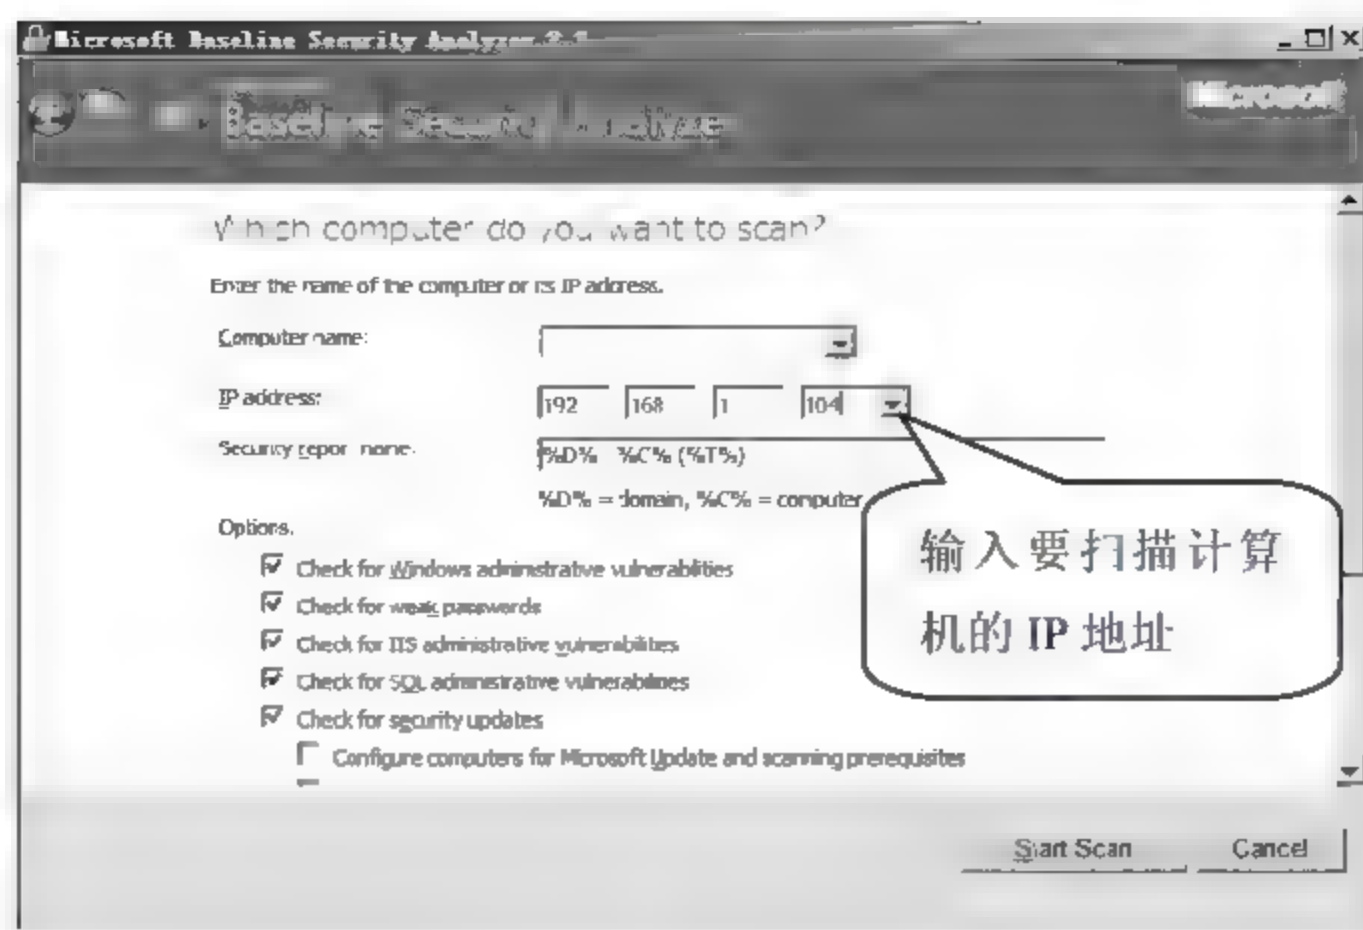 Microsoft Baseline Security Analyzer
Microsoft
Baseline Security Analyzer
Which computer do you want to scan?
Enter the name of the computer or its IP address.
Computer name:
IP address: 192 168 1 104
Security report name: %D% %C% (%T%)
%D% = domain, %C% = computer
输入要扫描计算
机的 IP 地址
Options:
Check for Windows administrative vulnerabilities
Check for weak passwords
Check for IIS administrative vulnerabilities
Check for SQL administrative vulnerabilities
Check for security updates
Configure computers for Microsoft Update and scanning prerequisites
Start Scan Cancel